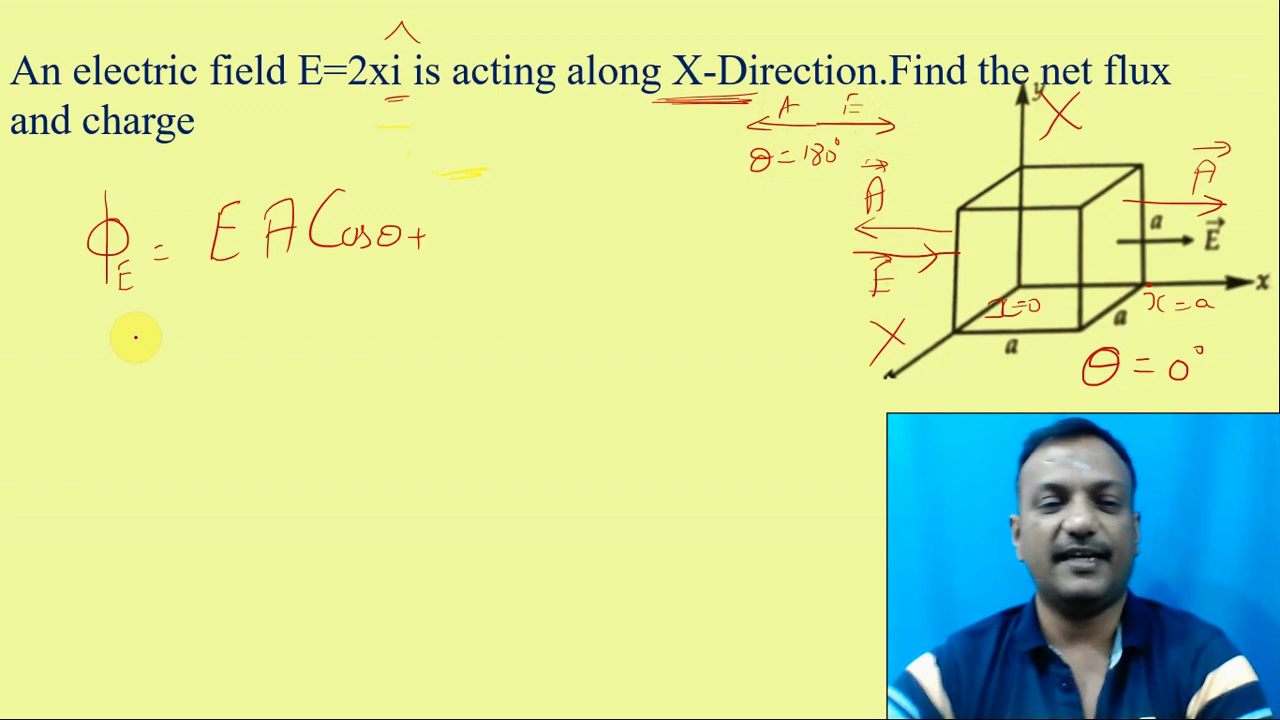 An electric field E=2xi is acting along X-Direction.Find the net flux
and charge
^
A E
θ = 180°
y
X
A
E
A
a
E
x
x=0
x = a
a
a
X
θ = 0°
ϕE = E A Cosθ +